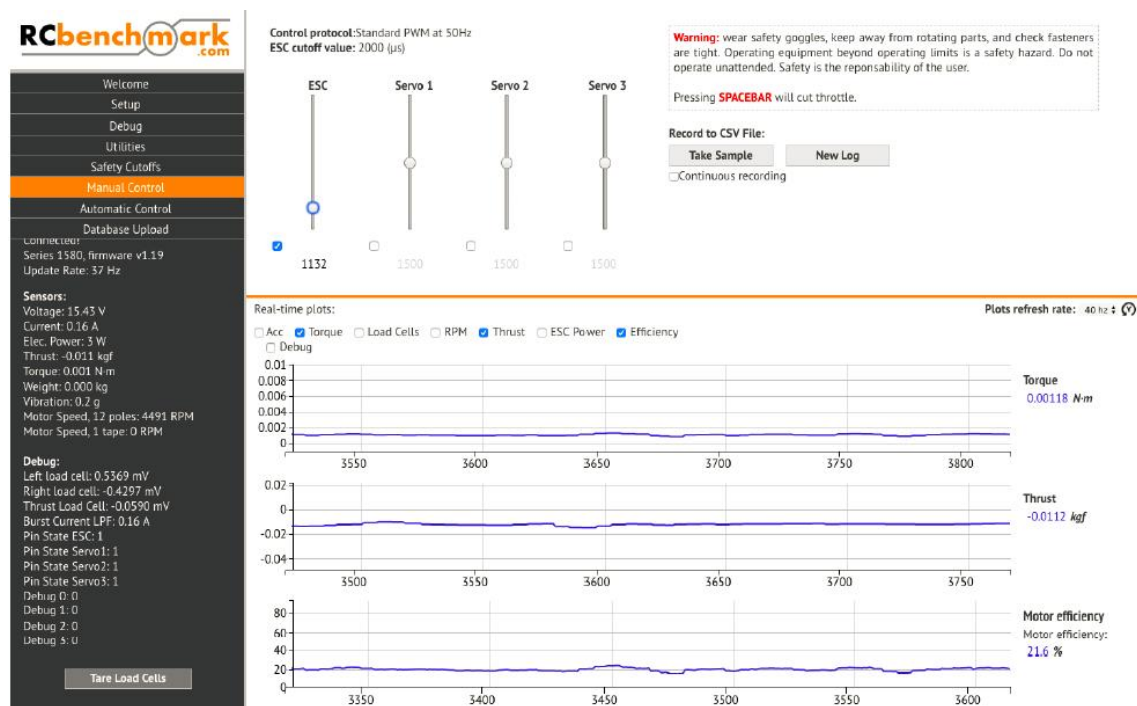 RCbenchmark
.com
Welcome
Setup
Debug
Utilities
Safety Cutoffs
Manual Control
Automatic Control
Database Upload
Connected!
Series 1580, firmware v1.19
Update Rate: 37 Hz
Sensors:
Voltage: 15.43 V
Current: 0.16 A
Elec. Power: 3 W
Thrust: -0.011 kgf
Torque: 0.001 N·m
Weight: 0.000 kg
Vibration: 0.2 g
Motor Speed, 12 poles: 4491 RPM
Motor Speed, 1 tape: 0 RPM
Debug:
Left load cell: 0.5369 mV
Right load cell: -0.4297 mV
Thrust Load Cell: -0.0590 mV
Burst Current LPF: 0.16 A
Pin State ESC: 1
Pin State Servo1: 1
Pin State Servo2: 1
Pin State Servo3: 1
Debug 0: 0
Debug 1: 0
Debug 2: 0
Debug 3: 0
Tare Load Cells
Control protocol:Standard PWM at 50Hz
ESC cutoff value: 2000 (µs)
ESC Servo 1 Servo 2 Servo 3
1132 1500 1500 1500
Warning: wear safety goggles, keep away from rotating parts, and check fasteners
are tight. Operating equipment beyond operating limits is a safety hazard. Do not
operate unattended. Safety is the reponsability of the user.
Pressing SPACEBAR will cut throttle.
Record to CSV File:
Take Sample New Log
Continuous recording
Real-time plots: Plots refresh rate: 40 hz
Acc Torque Load Cells RPM Thrust ESC Power Efficiency
Debug
0.01
0.008
0.006
0.004
0.002
0
3550 3600 3650 3700 3750 3800
Torque
0.00118 N·m
0.02
0
-0.02
-0.04
3500 3550 3600 3650 3700 3750
Thrust
-0.0112 kgf
80
60
40
20
0
3350 3400 3450 3500 3550 3600
Motor efficiency
Motor efficiency:
21.6 %